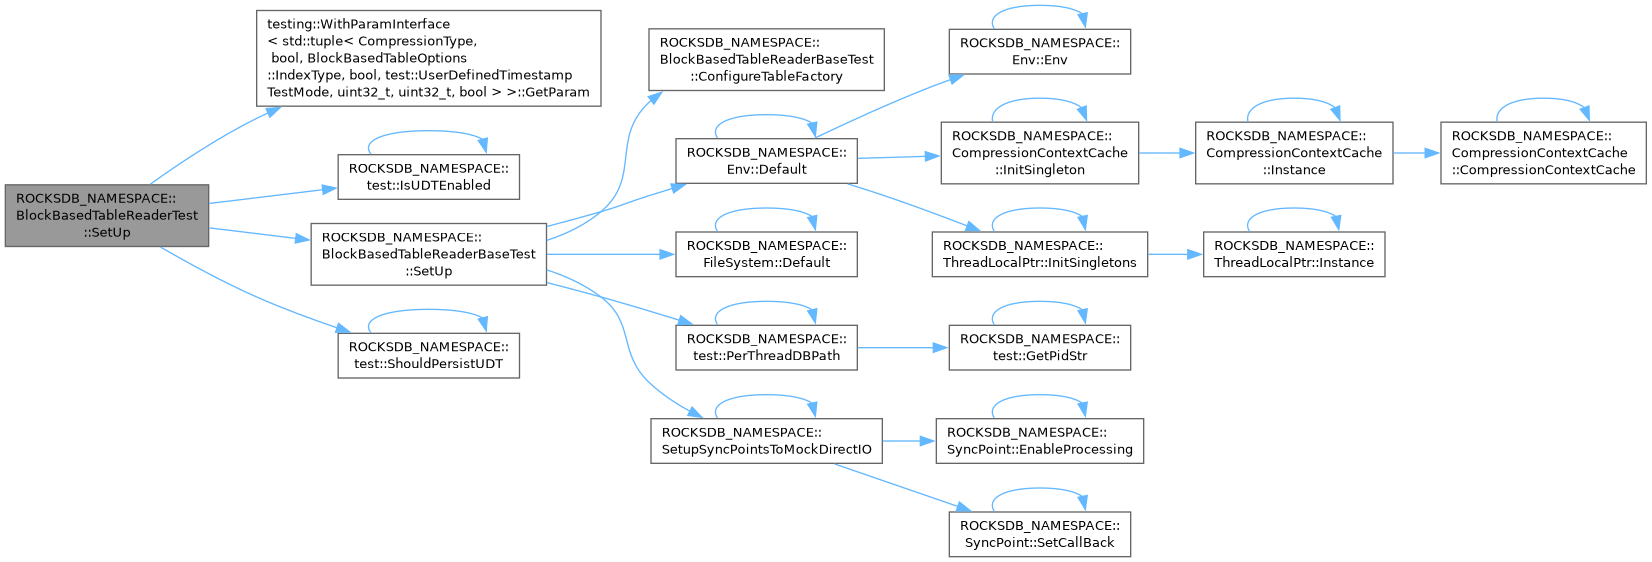 ROCKSDB_NAMESPACE::
BlockBasedTableReaderTest
::SetUp
testing::WithParamInterface
< std::tuple< CompressionType,
bool, BlockBasedTableOptions
::IndexType, bool, test::UserDefinedTimestamp
TestMode, uint32_t, uint32_t, bool > >::GetParam
ROCKSDB_NAMESPACE::
test::IsUDTEnabled
ROCKSDB_NAMESPACE::
BlockBasedTableReaderBaseTest
::SetUp
ROCKSDB_NAMESPACE::
test::ShouldPersistUDT
ROCKSDB_NAMESPACE::
BlockBasedTableReaderBaseTest
::ConfigureTableFactory
ROCKSDB_NAMESPACE::
Env::Default
ROCKSDB_NAMESPACE::
FileSystem::Default
ROCKSDB_NAMESPACE::
test::PerThreadDBPath
ROCKSDB_NAMESPACE::
SetupSyncPointsToMockDirectIO
ROCKSDB_NAMESPACE::
Env::Env
ROCKSDB_NAMESPACE::
CompressionContextCache
::InitSingleton
ROCKSDB_NAMESPACE::
ThreadLocalPtr::InitSingletons
ROCKSDB_NAMESPACE::
test::GetPidStr
ROCKSDB_NAMESPACE::
SyncPoint::EnableProcessing
ROCKSDB_NAMESPACE::
SyncPoint::SetCallBack
ROCKSDB_NAMESPACE::
CompressionContextCache
::Instance
ROCKSDB_NAMESPACE::
ThreadLocalPtr::Instance
ROCKSDB_NAMESPACE::
CompressionContextCache
::CompressionContextCache